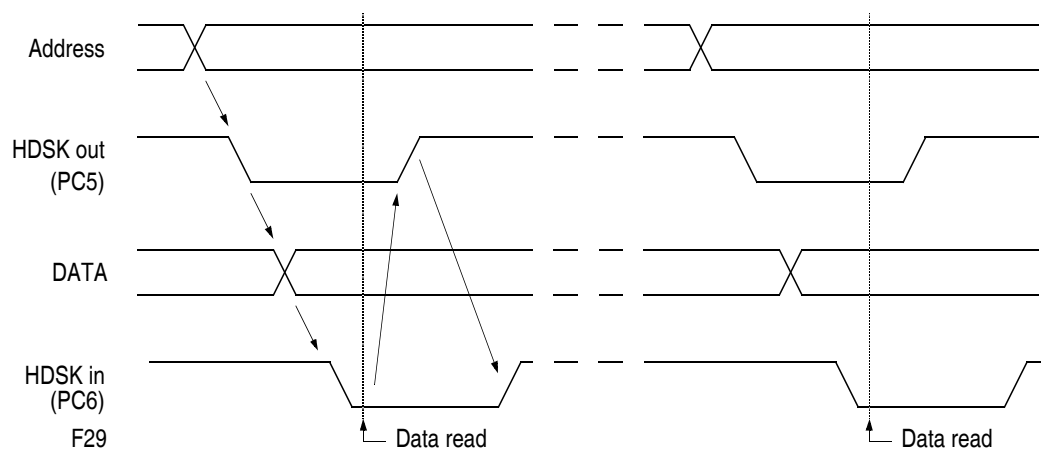 Address
HDSK out
(PC5)
DATA
HDSK in
(PC6)
F29
Data read
Data read